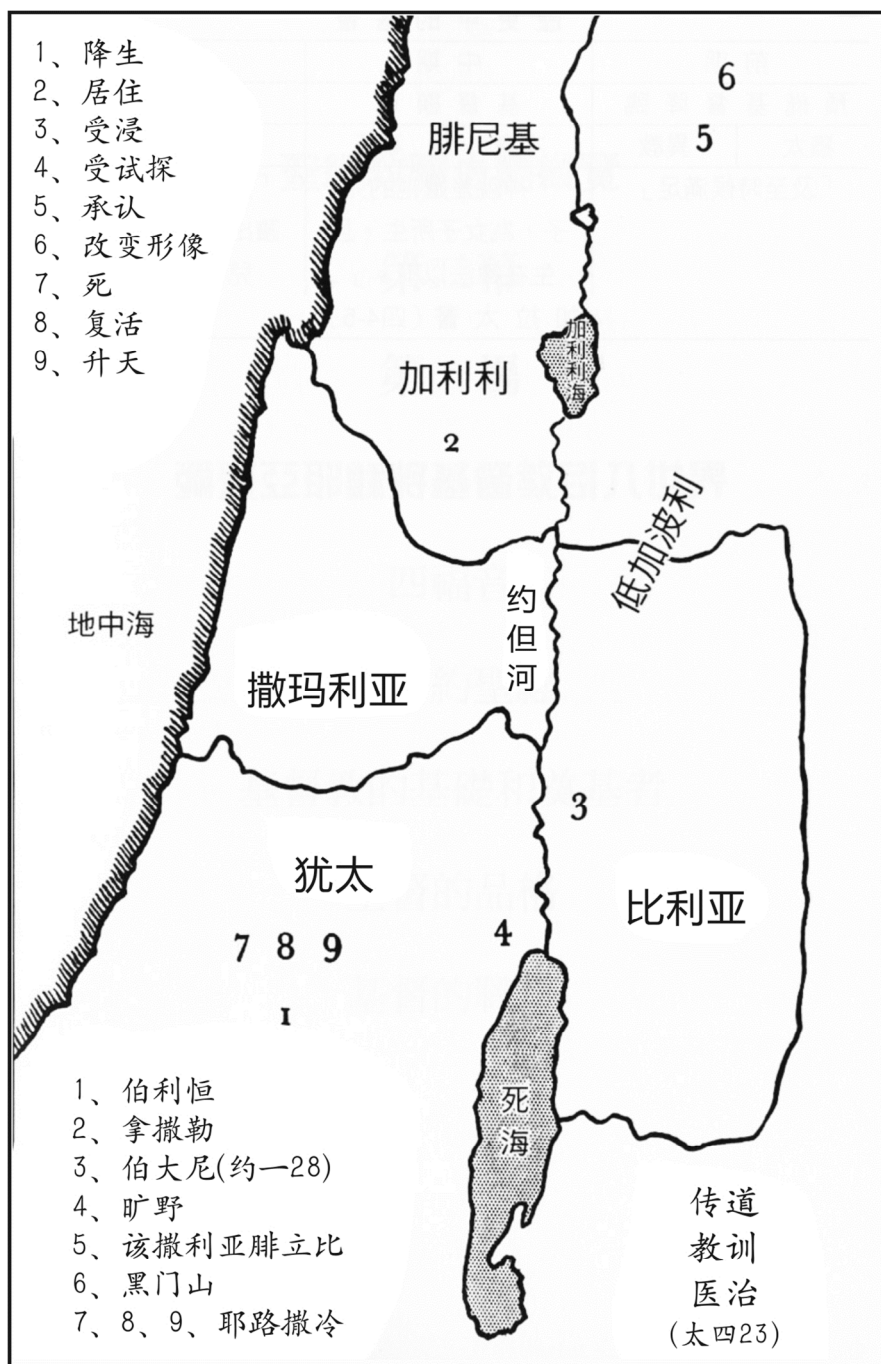 1、降生
2、居住
3、受浸
4、受试探
5、承认
6、改变形像
7、死
8、复活
9、升天
6
5
腓尼基
加利利海
加利利
2
低加波利
地中海
约但河
撒玛利亚
3
犹太
比利亚
7 8 9
4
1
死海
1、伯利恒
2、拿撒勒
3、伯大尼(约一28)
4、旷野
5、该撒利亚腓立比
6、黑门山
7、8、9、耶路撒冷
传道
教训
医治
(太四23)